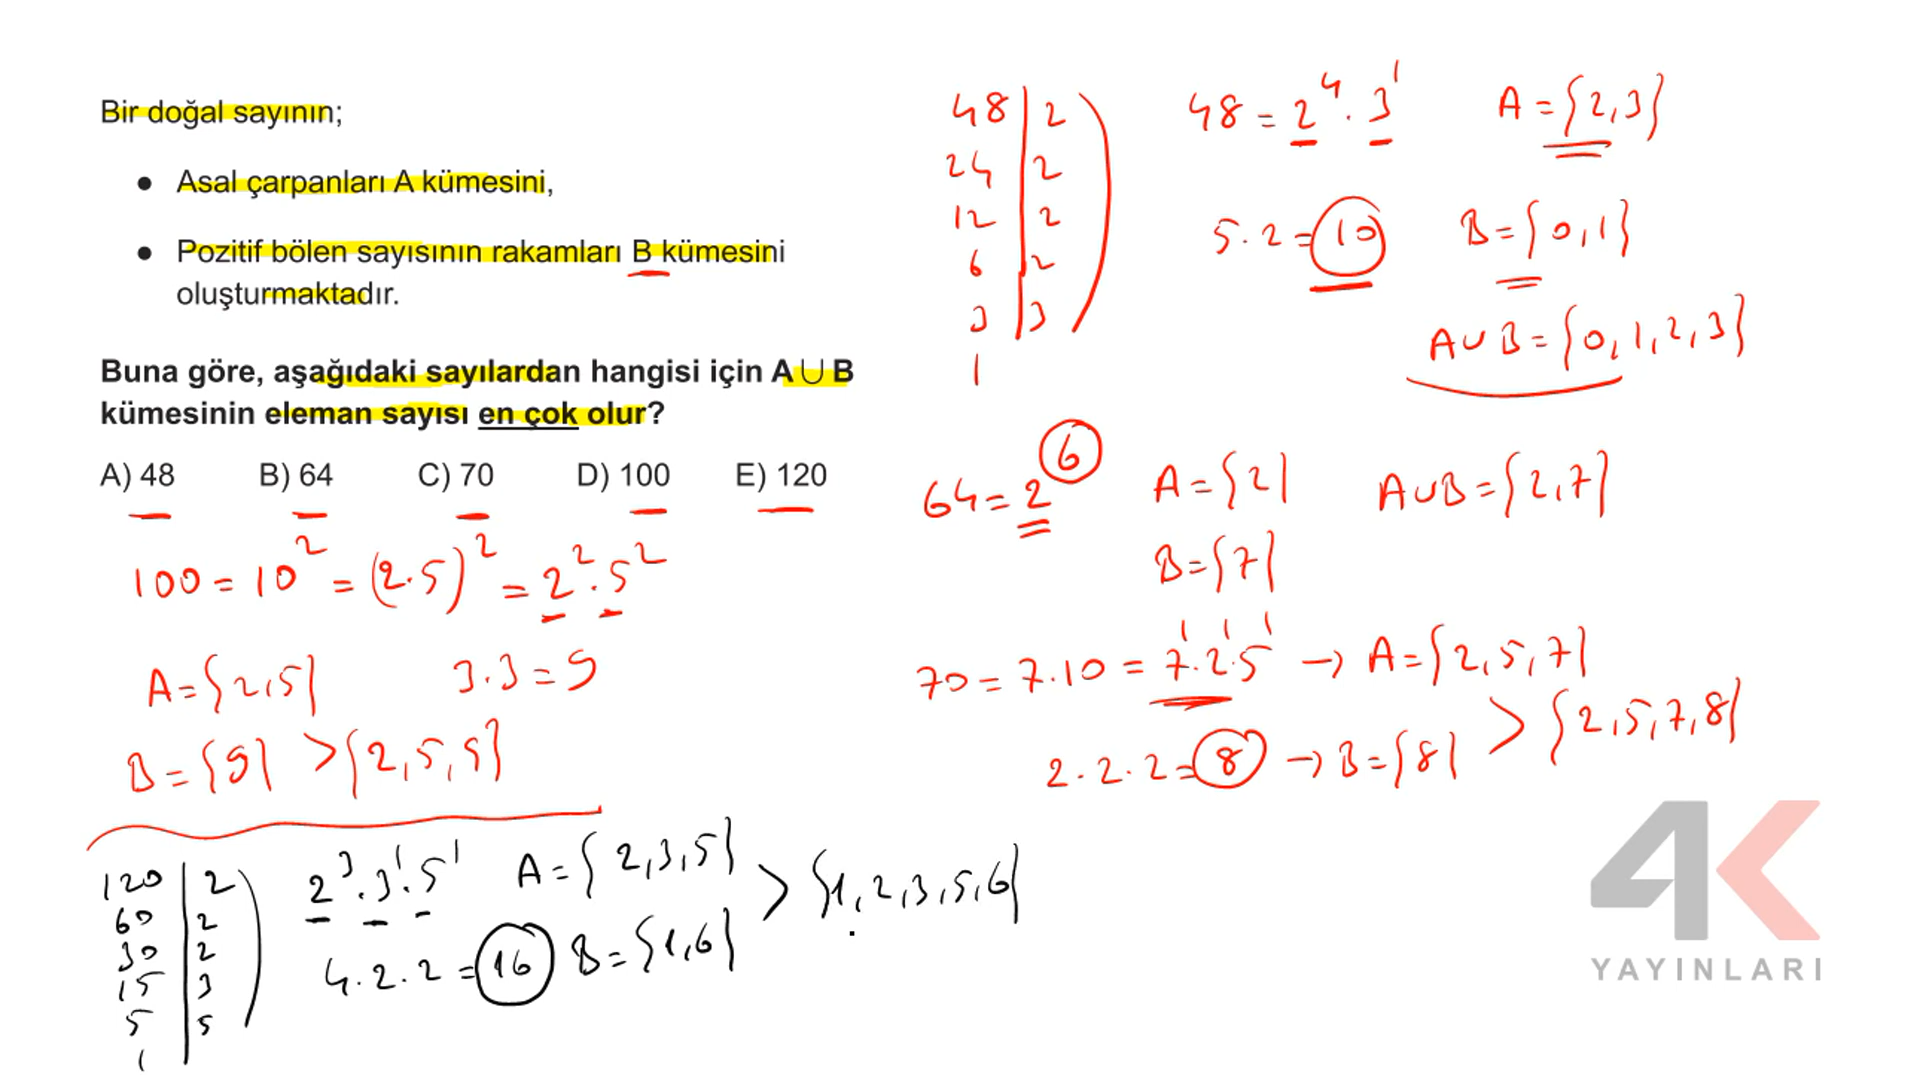 Bir doğal sayının;
● Asal çarpanları A kümesini,
● Pozitif bölen sayısının rakamları B kümesini
oluşturmaktadır.
Buna göre, aşağıdaki sayılardan hangisi için A ∪ B
kümesinin eleman sayısı en çok olur?
A) 48 B) 64 C) 70 D) 100 E) 120
100 = 10² = (2·5)² = 2²·5²
A = {2,5} 3·3 = 9
B = {9} > {2,5,9}
120 | 2
60 | 2
30 | 2
15 | 3
5 | 5
1
2³·3¹·5¹ A = {2,3,5}
4·2·2 = 16 B = {1,6} > {1,2,3,5,6}
48 | 2
24 | 2
12 | 2
6 | 2
3 | 3
1
48 = 2⁴·3¹ A = {2,3}
5·2 = 10 B = {0,1}
A∪B = {0,1,2,3}
64 = 2⁶ A = {2} A∪B = {2,7}
B = {7}
70 = 7·10 = 7¹·2¹·5¹ → A = {2,5,7}
2·2·2 = 8 → B = {8} > {2,5,7,8}
4K
YAYINLARI